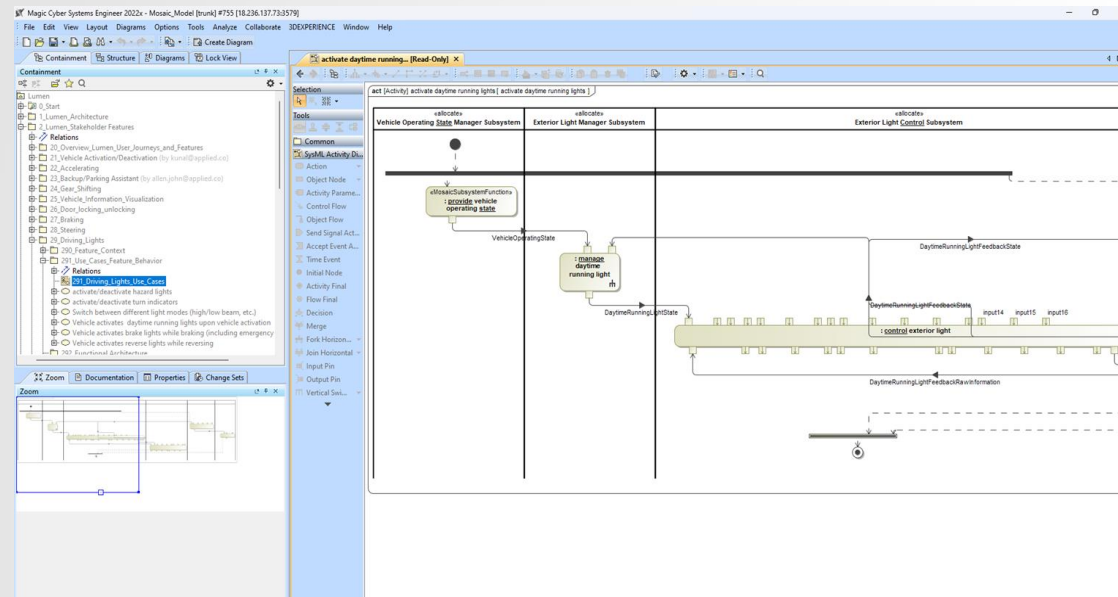 Magic Cyber Systems Engineer 2022x - Mosaic_Model [trunk] #755 [18.236.137.73:3579]
File Edit View Layout Diagrams Options Tools Analyze Collaborate 3DEXPERIENCE Window Help
Create Diagram
Containment Structure Diagrams Lock View
activate daytime running... [Read-Only]
Containment
Lumen
0_Start
1_Lumen_Architecture
2_Lumen_Stakeholder Features
Relations
20_Overview_Lumen_User_Journeys_and_Features
21_Vehicle Activation/Deactivation (by kunal@applied.co)
22_Accelerating
23_Backup/Parking Assistant (by allen.john@applied.co)
24_Gear_Shifting
25_Vehicle_Information_Visualization
26_Door_locking_unlocking
27_Braking
28_Steering
29_Driving_Lights
290_Feature_Context
291_Use_Cases_Feature_Behavior
Relations
291_Driving_Lights_Use_Cases
activate/deactivate hazard lights
activate/deactivate turn indicators
Switch between different light modes (high/low beam, etc.)
Vehicle activates daytime running lights upon vehicle activation
Vehicle activates brake lights while braking (including emergency
Vehicle activates reverse lights while reversing
292_Functional Architecture
Zoom Documentation Properties Change Sets
Zoom
Selection
Tools
Common
SysML Activity Di...
Action
Object Node
Activity Parame...
Control Flow
Object Flow
Send Signal Act...
Accept Event A...
Time Event
Initial Node
Activity Final
Flow Final
Decision
Merge
Fork Horizon...
Join Horizontal
Input Pin
Output Pin
Vertical Swi...
act [Activity] activate daytime running lights [ activate daytime running lights ]
«allocate»
Vehicle Operating State Manager Subsystem
«allocate»
Exterior Light Manager Subsystem
«allocate»
Exterior Light Control Subsystem
«MosaicSubsystemFunction»
: provide vehicle
operating state
VehicleOperatingState
: manage
daytime
running light
DaytimeRunningLightState
DaytimeRunningLightFeedbackState
DaytimeRunningLightFeedbackState
input14 input15 input16
: control exterior light
DaytimeRunningLightFeedbackRawInformation